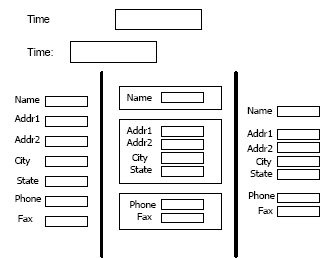 Time
Time:
Name
Addr1
Addr2
City
State
Phone
Fax
Name
Addr1
Addr2
City
State
Phone
Fax
Name
Addr1
Addr2
City
State
Phone
Fax